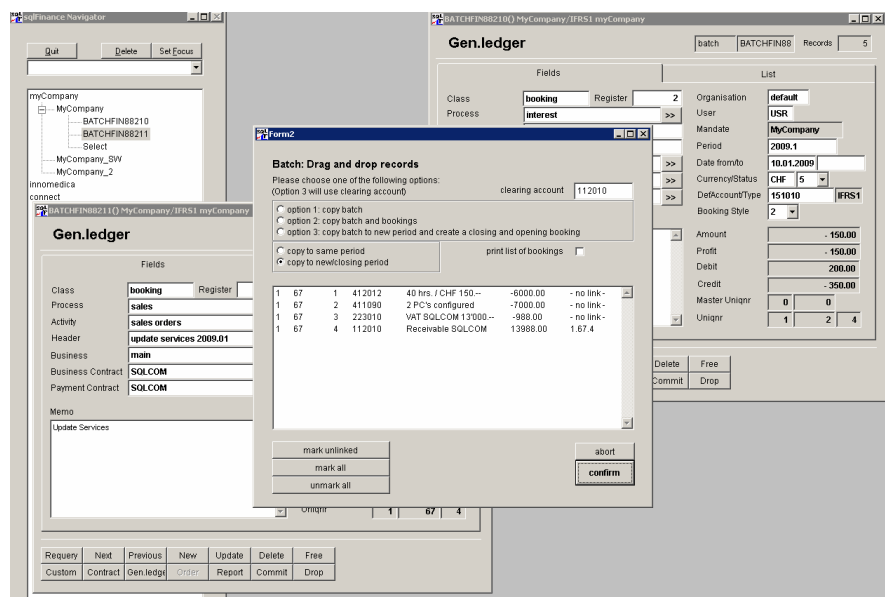 sqlFinance Navigator
Quit Delete Set Focus
myCompany
MyCompany
BATCHFIN88210
BATCHFIN88211
Select
MyCompany_SW
MyCompany_2
innomedica
connect
BATCHFIN88210() MyCompany/IFRS1 myCompany
Gen.ledger
batch BATCHFIN88 Records 5
Fields List
Class booking Register 2
Process interest >>
>>
>>
>>
Organisation default
User USR
Mandate MyCompany
Period 2009.1
Date from/to 10.01.2009
Currency/Status CHF 5
DefAccount/Type 151010 IFRS1
Booking Style 2
Amount - 150.00
Profit - 150.00
Debit 200.00
Credit - 350.00
Master Uniqnr 0 0
Uniqnr 1 2 4
Delete Free
Commit Drop
BATCHFIN88211() MyCompany/IFRS1 myCompany
Gen.ledger
Fields
Class booking Register
Process sales
Activity sales orders
Header update services 2009.01
Business main
Business Contract SQLCOM
Payment Contract SQLCOM
Memo
Update Services
Uniqnr 1 67 4
Requery Next Previous New Update Delete Free
Custom Contract Gen.ledge Order Report Commit Drop
Form2
Batch: Drag and drop records
Please choose one of the following options:
(Option 3 will use clearing account) clearing account 112010
option 1: copy batch
option 2: copy batch and bookings
option 3: copy batch to new period and create a closing and opening booking
copy to same period print list of bookings
copy to new/closing period
1 67 1 412012 40 hrs. / CHF 150.-- -6000.00 - no link -
1 67 2 411090 2 PC's configured -7000.00 - no link -
1 67 3 223010 VAT SQLCOM 13'000.-- -988.00 - no link -
1 67 4 112010 Receivable SQLCOM 13988.00 1.67.4
mark unlinked abort
mark all confirm
unmark all